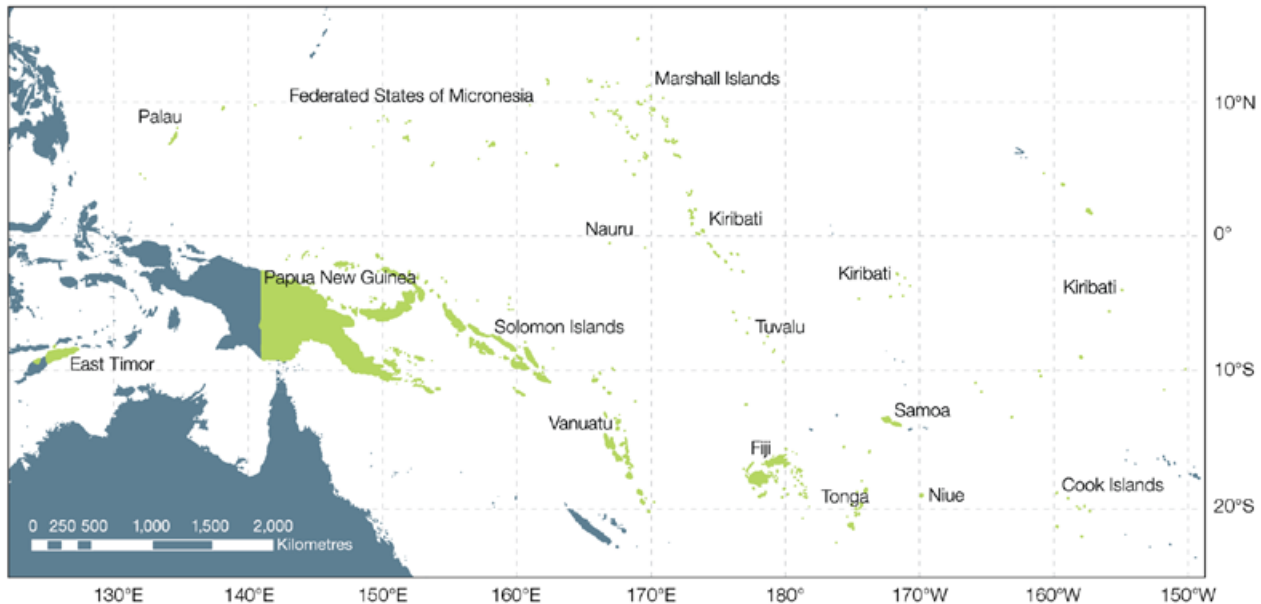 Marshall Islands
Federated States of Micronesia
10°N
Palau
Nauru
Kiribati
0°
Papua New Guinea
Kiribati
Kiribati
Solomon Islands
Tuvalu
East Timor
10°S
Samoa
Vanuatu
Fiji
Cook Islands
Tonga
Niue
20°S
0 250 500 1,000 1,500 2,000
Kilometres
130°E 140°E 150°E 160°E 170°E 180° 170°W 160°W 150°W